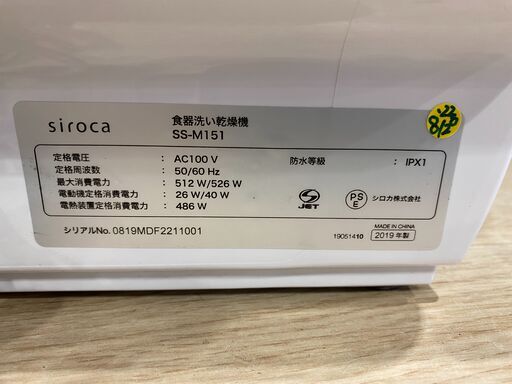 siroca
食器洗い乾燥機
SS-M151
定格電圧 : AC100 V 防水等級 : IPX1
定格周波数 : 50/60 Hz
最大消費電力 : 512 W/526 W
電動機定格消費電力 : 26 W/40 W
電熱装置定格消費電力 : 486 W
JET
PS
E
シロカ株式会社
シリアルNo. 0819MDF2211001
19051410
MADE IN CHINA
2019 年製